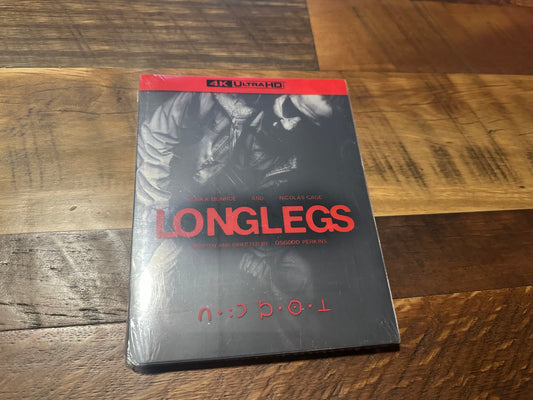 4K ULTRA HD
MAIKA MONROE AND NICOLAS CAGE
LONGLEGS
WRITTEN AND DIRECTED BY OSGOOD PERKINS